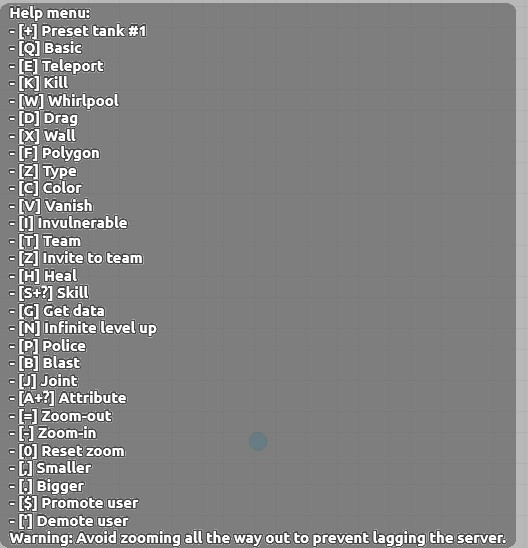 Help menu:
- [+] Preset tank #1
- [Q] Basic
- [E] Teleport
- [K] Kill
- [W] Whirlpool
- [D] Drag
- [X] Wall
- [F] Polygon
- [Z] Type
- [C] Color
- [V] Vanish
- [I] Invulnerable
- [T] Team
- [Z] Invite to team
- [H] Heal
- [S+?] Skill
- [G] Get data
- [N] Infinite level up
- [P] Police
- [B] Blast
- [J] Joint
- [A+?] Attribute
- [=] Zoom-out
- [-] Zoom-in
- [0] Reset zoom
- [,] Smaller
- [.] Bigger
- [$] Promote user
- [`] Demote user
Warning: Avoid zooming all the way out to prevent lagging the server.